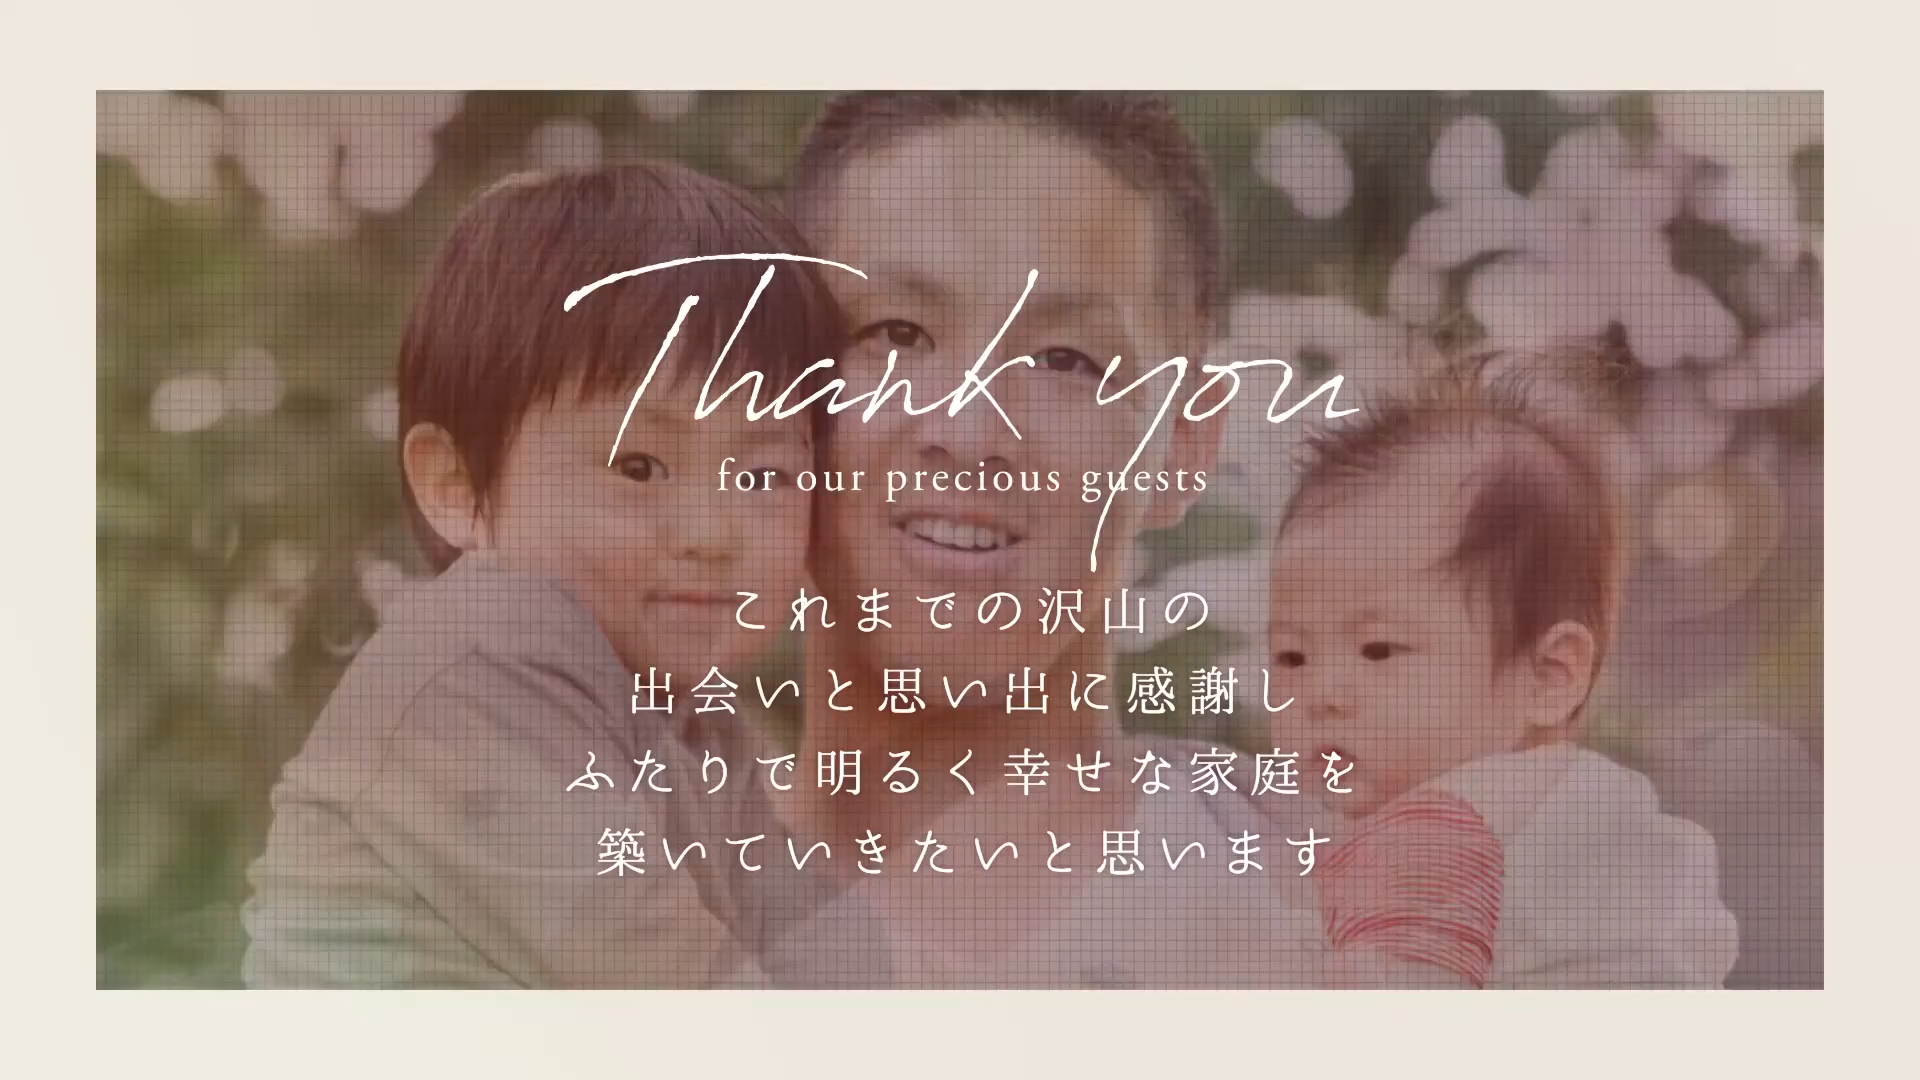 Thank you
for our precious guests
これまでの沢山の
出会いと思い出に感謝し
ふたりで明るく幸せな家庭を
築いていきたいと思います